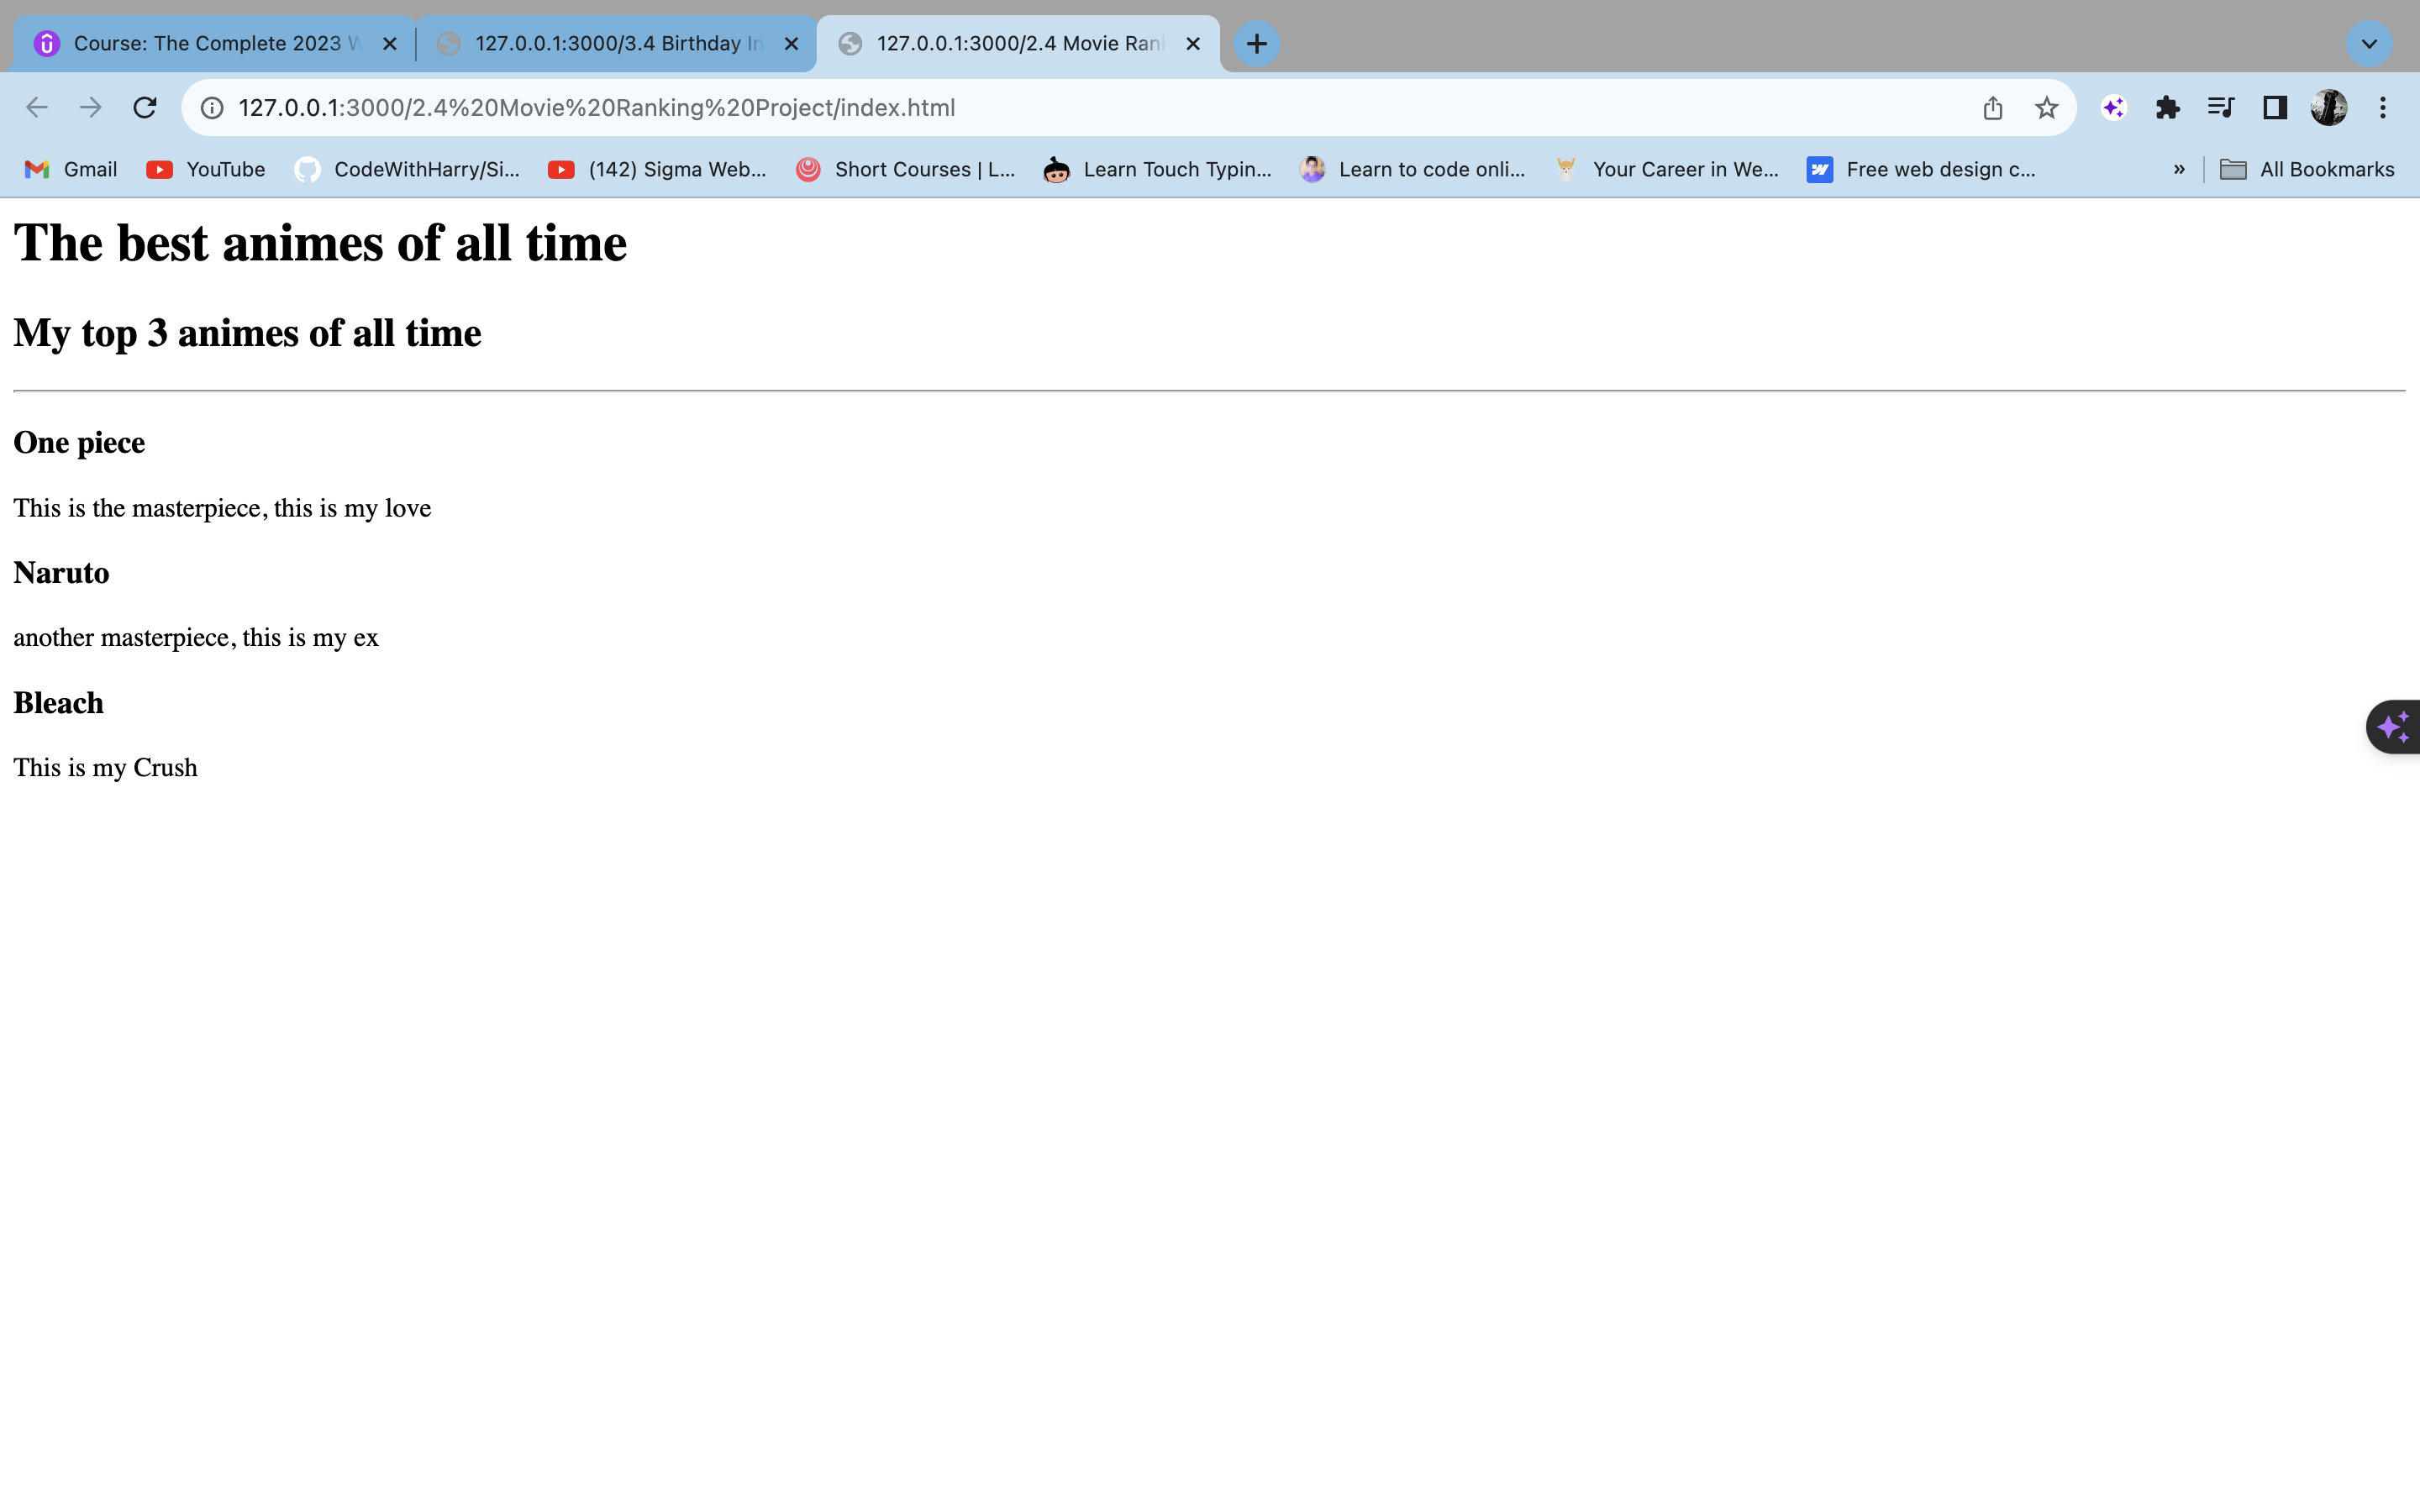 Course: The Complete 2023 W
127.0.0.1:3000/3.4 Birthday In
127.0.0.1:3000/2.4 Movie Ran
127.0.0.1:3000/2.4%20Movie%20Ranking%20Project/index.html
Gmail
YouTube
CodeWithHarry/Si...
(142) Sigma Web...
Short Courses | L...
Learn Touch Typin...
Learn to code onli...
Your Career in We...
Free web design c...
»
All Bookmarks
The best animes of all time
My top 3 animes of all time
One piece
This is the masterpiece, this is my love
Naruto
another masterpiece, this is my ex
Bleach
This is my Crush